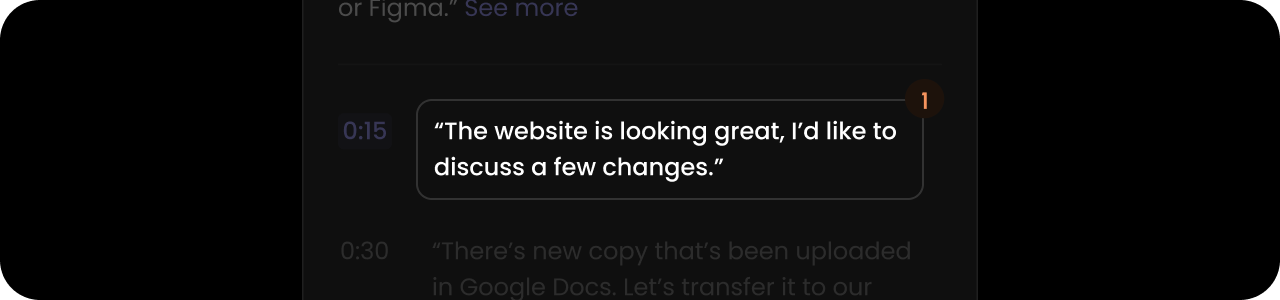 or Figma.” See more
1
0:15
“The website is looking great, I’d like to
discuss a few changes.”
0:30
“There’s new copy that’s been uploaded
in Google Docs. Let’s transfer it to our